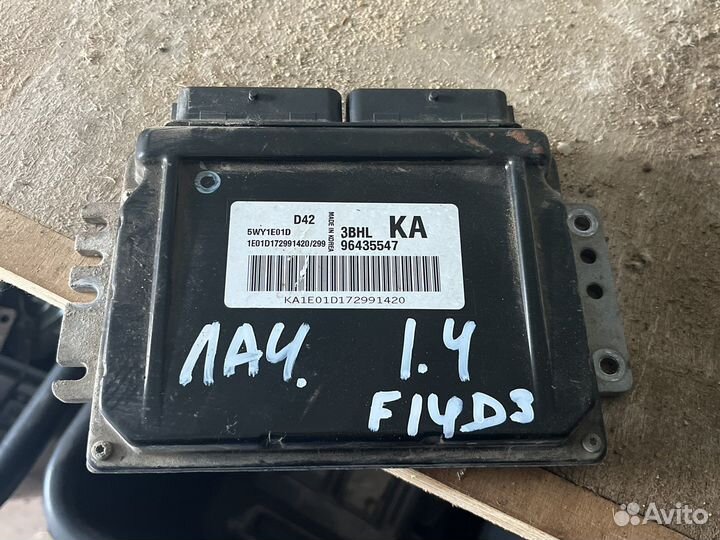 D42
5WY1E01D
1E01D172991420/299
MADE IN KOREA
3BHL KA
96435547
KA1E01D172991420
ЛАЧ. 1.4
F14D3
Avito